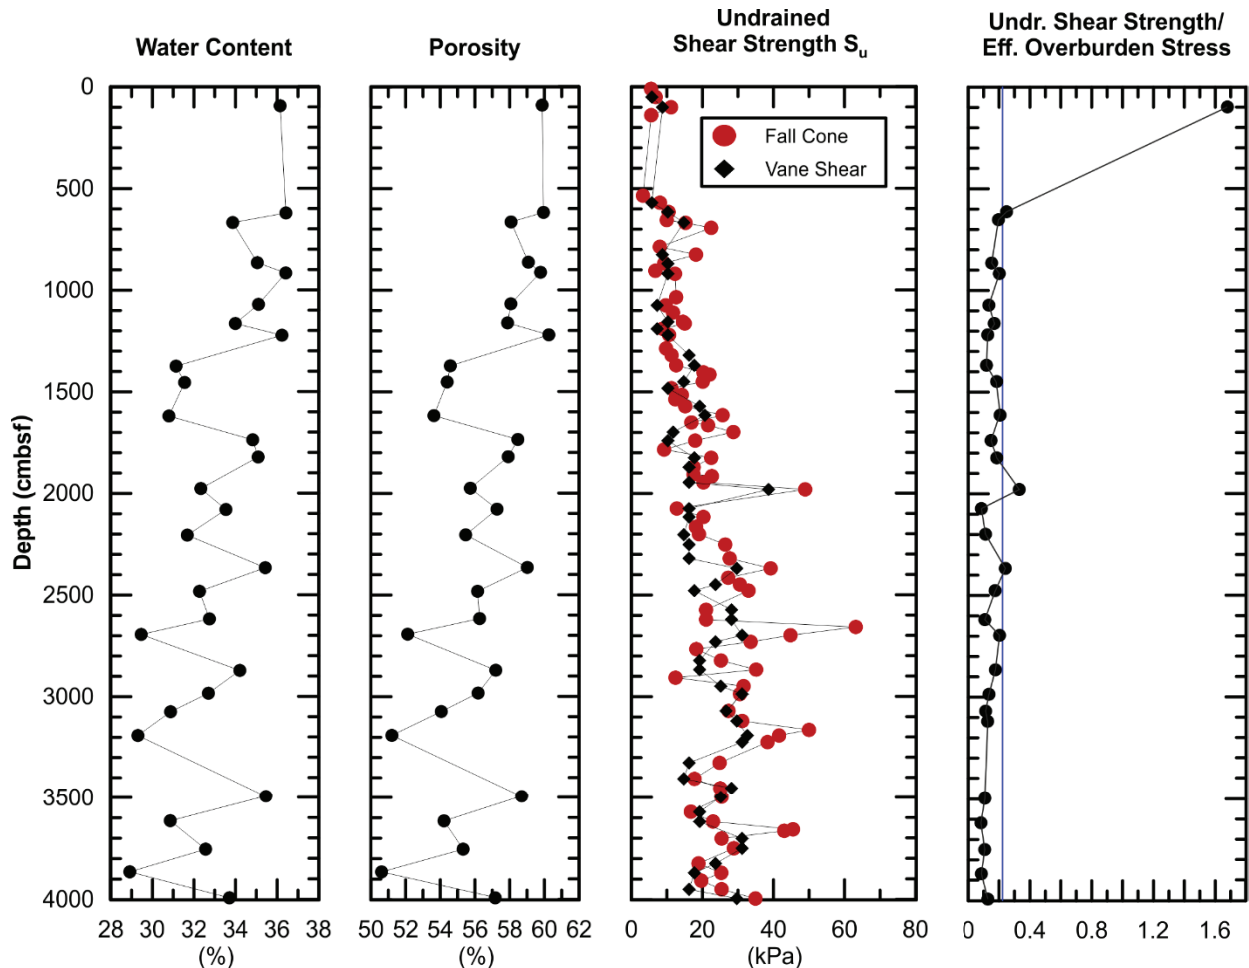 Water Content
Porosity
Undrained
Shear Strength Su
Undr. Shear Strength/
Eff. Overburden Stress
Fall Cone
Vane Shear
Depth (cmbsf)
0
500
1000
1500
2000
2500
3000
3500
4000
28 30 32 34 36 38
(%)
50 52 54 56 58 60 62
(%)
0 20 40 60 80
(kPa)
0 0.4 0.8 1.2 1.6